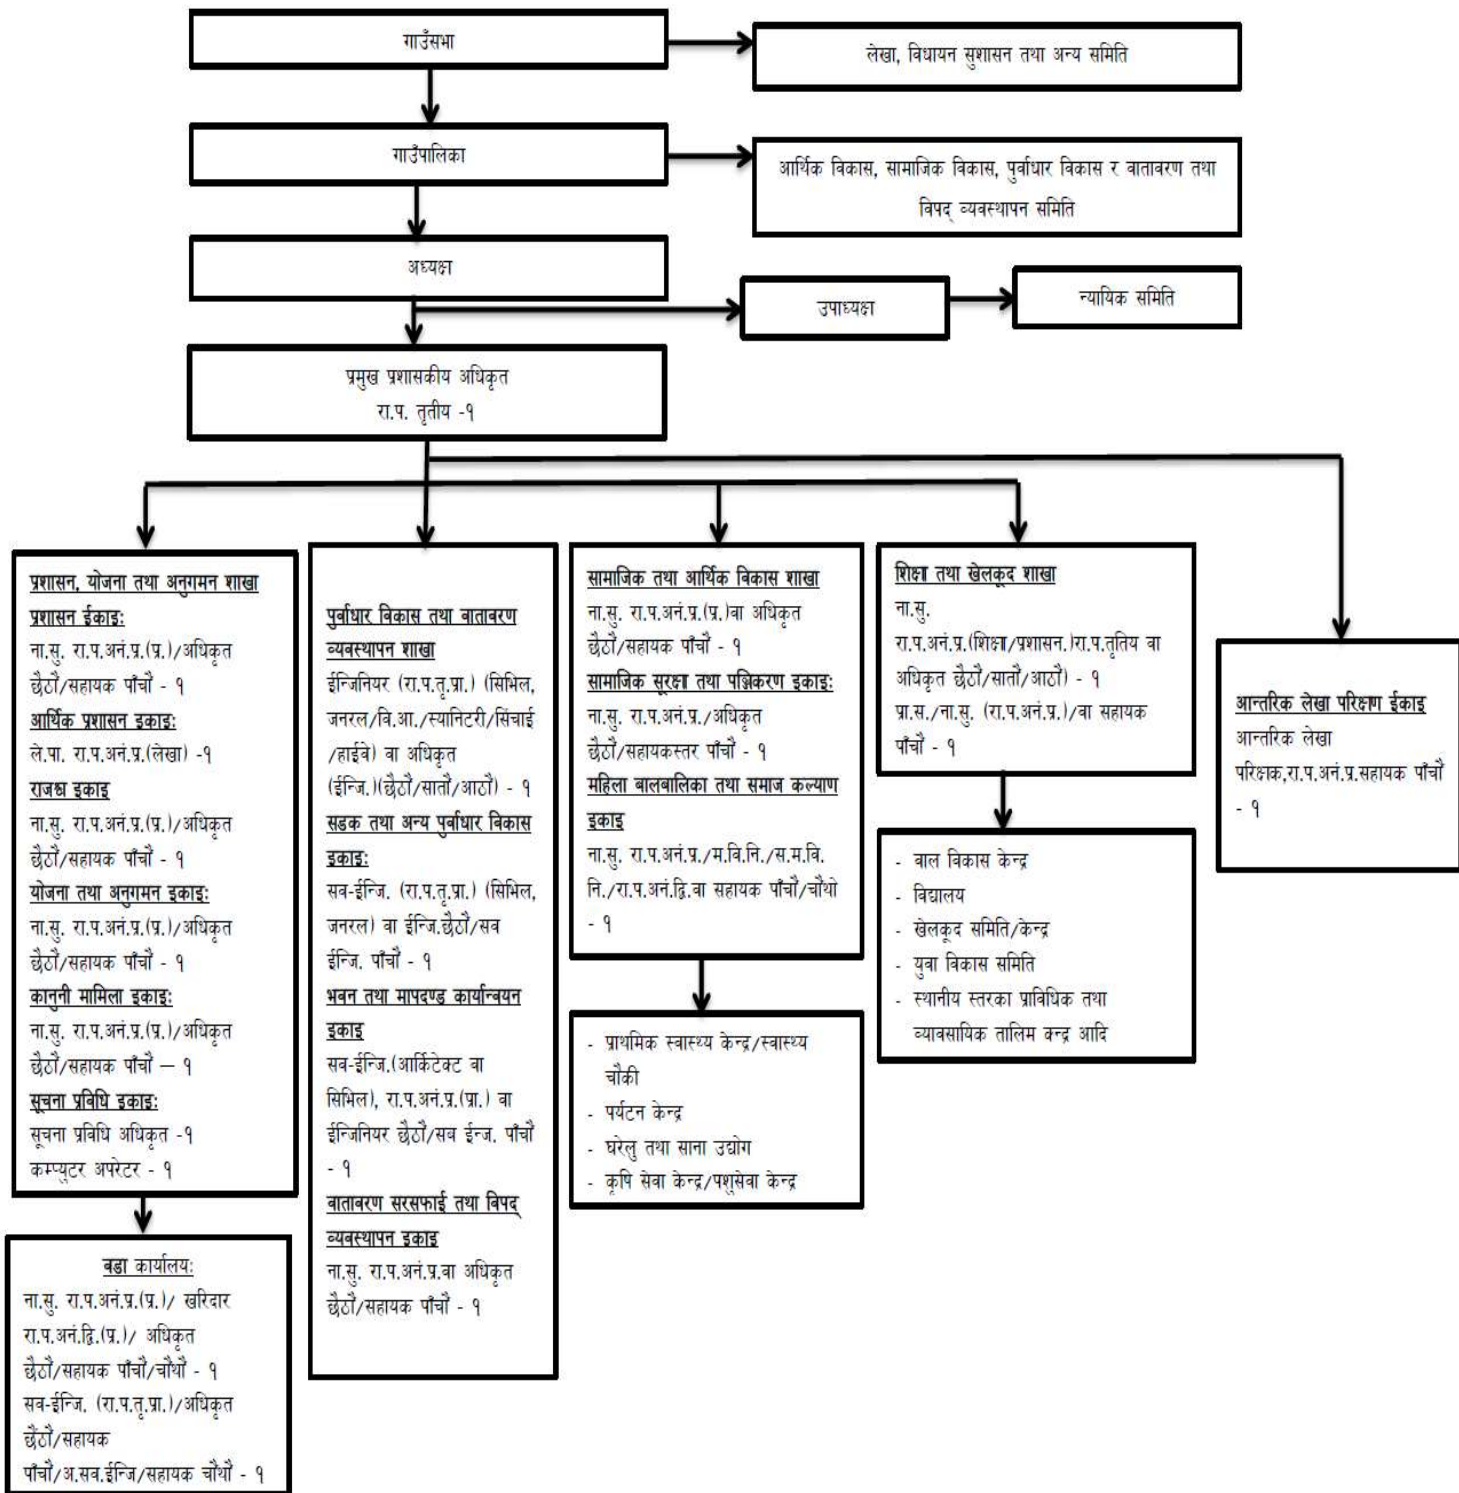 गाउँसभा
लेखा, विधायन सुशासन तथा अन्य समिति
गाउँपालिका
आर्थिक विकास, सामाजिक विकास, पुर्वाधार विकास र वातावरण तथा
विपद् व्यवस्थापन समिति
अध्यक्ष
उपाध्यक्ष
न्यायिक समिति
प्रमुख प्रशासकीय अधिकृत
रा.प. तृतीय -१
प्रशासन, योजना तथा अनुगमन शाखा
प्रशासन ईकाइः
ना.सु. रा.प.अनं.प्र.(प्र.)/अधिकृत
छैठौं/सहायक पाँचौं - १
आर्थिक प्रशासन इकाइः
ले.पा. रा.प.अनं.प्र.(लेखा) -१
राजश्व इकाइ
ना.सु. रा.प.अनं.प्र.(प्र.)/अधिकृत
छैठौं/सहायक पाँचौं - १
योजना तथा अनुगमन इकाइः
ना.सु. रा.प.अनं.प्र.(प्र.)/अधिकृत
छैठौं/सहायक पाँचौं - १
कानुनी मामिला इकाइः
ना.सु. रा.प.अनं.प्र.(प्र.)/अधिकृत
छैठौं/सहायक पाँचौं – १
सूचना प्रविधि इकाइः
सूचना प्रविधि अधिकृत -१
कम्प्युटर अपरेटर - १
वडा कार्यालयः
ना.सु. रा.प.अनं.प्र.(प्र.)/ खरिदार
रा.प.अनं.द्वि.(प्र.)/ अधिकृत
छैठौं/सहायक पाँचौं/चौथौं - १
सव-ईन्जि. (रा.प.तृ.प्रा.)/अधिकृत
छैंठौं/सहायक
पाँचौं/अ.सव.ईन्जि/सहायक चौंथौं - १
पुर्वाधार विकास तथा वातावरण
व्यवस्थापन शाखा
ईन्जिनियर (रा.प.तृ.प्रा.) (सिभिल,
जनरल/वि.आ./स्यानिटरी/सिंचाई
/हाईवे) वा अधिकृत
(ईन्जि.)(छैठौं/सातौं/आठौं) - १
सडक तथा अन्य पुर्वाधार विकास
इकाइः
सव-ईन्जि. (रा.प.तृ.प्रा.) (सिभिल,
जनरल) वा ईन्जि.छैठौं/सव
ईन्जि. पाँचौं - १
भवन तथा मापदण्ड कार्यान्वयन
इकाइ
सव-ईन्जि.(आर्किटेक्ट वा
सिभिल), रा.प.अनं.प्र.(प्रा.) वा
ईन्जिनियर छैठौं/सब ईन्ज. पाँचौं
- १
वातावरण सरसफाई तथा विपद्
व्यवस्थापन इकाइ
ना.सु. रा.प.अनं.प्र.वा अधिकृत
छैठौं/सहायक पाँचौं - १
सामाजिक तथा आर्थिक विकास शाखा
ना.सु. रा.प.अनं.प्र.(प्र.)वा अधिकृत
छैठौं/सहायक पाँचौं - १
सामाजिक सूरक्षा तथा पञ्जिकरण इकाइः
ना.सु. रा.प.अनं.प्र./अधिकृत
छैठौं/सहायकस्तर पाँचौं - १
महिला बालबालिका तथा समाज कल्याण
इकाइ
ना.सु. रा.प.अनं.प्र./म.वि.नि./स.म.वि.
नि./रा.प.अनं.द्वि.वा सहायक पाँचौं/चौंथो
- १
- प्राथमिक स्वास्थ्य केन्द्र/स्वास्थ्य
चौकी
- पर्यटन केन्द्र
- घरेलु तथा साना उद्योग
- कृषि सेवा केन्द्र/पशुसेवा केन्द्र
शिक्षा तथा खेलकूद शाखा
ना.सु.
रा.प.अनं.प्र.(शिक्षा/प्रशासन.)रा.प.तृतिय वा
अधिकृत छैठौं/सातौं/आठौं) - १
प्रा.स./ना.सु. (रा.प.अनं.प्र.)/वा सहायक
पाँचौं - १
- वाल विकास केन्द्र
- विद्यालय
- खेलकूद समिति/केन्द्र
- युवा विकास समिति
- स्थानीय स्तरका प्राविधिक तथा
व्यावसायिक तालिम क्न्द्र आदि
आन्तरिक लेखा परिक्षण ईकाइ
आन्तरिक लेखा
परिक्षक,रा.प.अनं.प्र.सहायक पाँचौं
- १